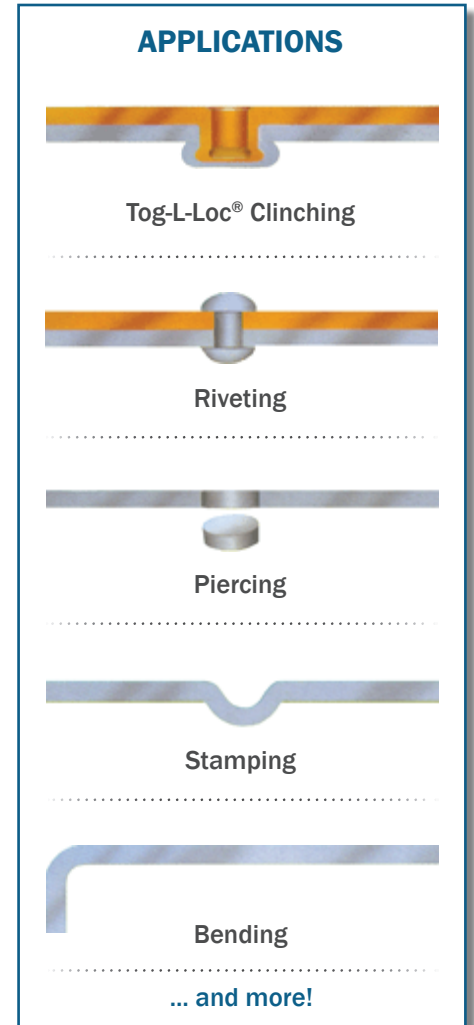 APPLICATIONS
Tog-L-Loc® Clinching
Riveting
Piercing
Stamping
Bending
... and more!